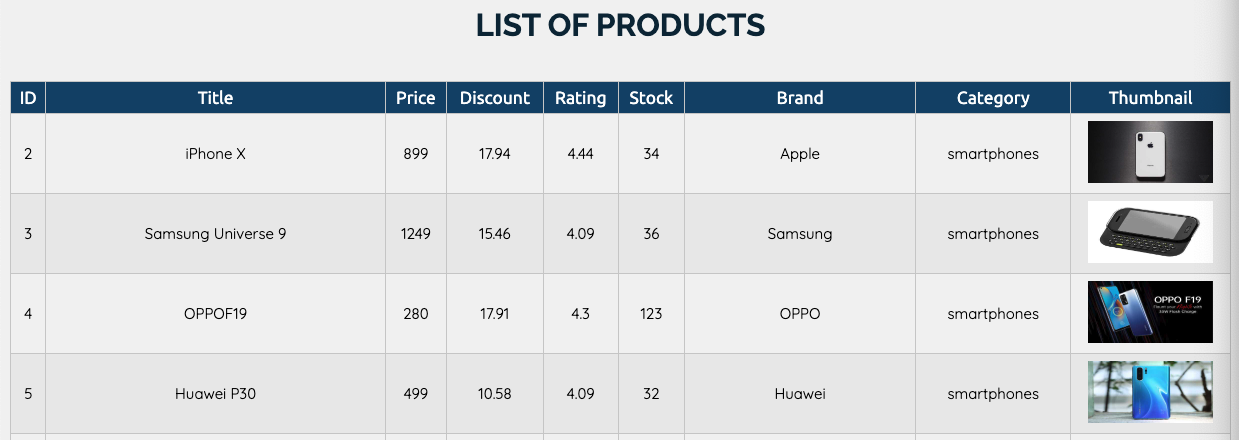 LIST OF PRODUCTS
ID Title Price Discount Rating Stock Brand Category Thumbnail
2 iPhone X 899 17.94 4.44 34 Apple smartphones
3 Samsung Universe 9 1249 15.46 4.09 36 Samsung smartphones
4 OPPOF19 280 17.91 4.3 123 OPPO smartphones
OPPO F19
33W Flash Charge
5 Huawei P30 499 10.58 4.09 32 Huawei smartphones